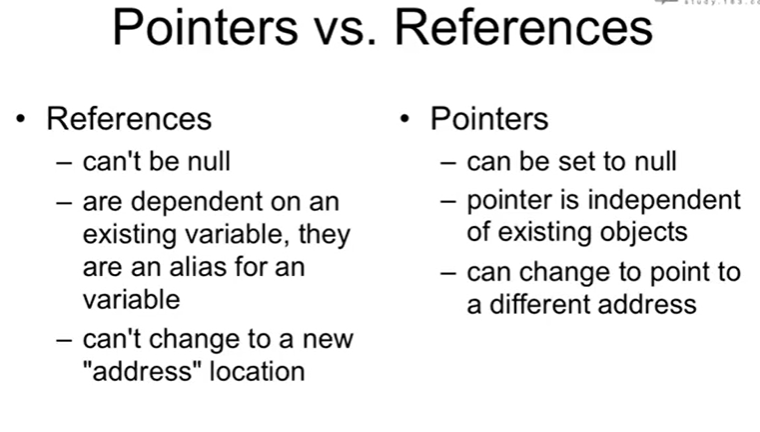 Pointers vs. References
• References
– can't be null
– are dependent on an
existing variable, they
are an alias for an
variable
– can't change to a new
"address" location
• Pointers
– can be set to null
– pointer is independent
of existing objects
– can change to point to
a different address